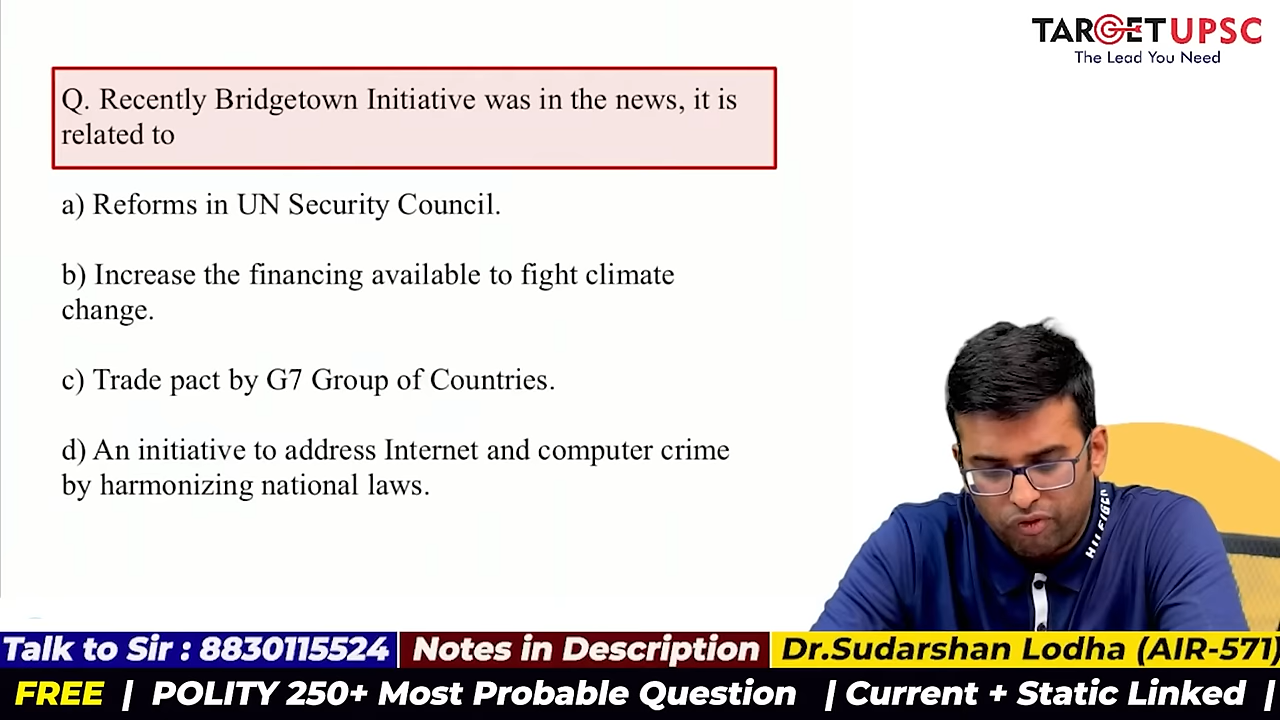 TARGET UPSC
The Lead You Need
Q. Recently Bridgetown Initiative was in the news, it is
related to
a) Reforms in UN Security Council.
b) Increase the financing available to fight climate
change.
c) Trade pact by G7 Group of Countries.
d) An initiative to address Internet and computer crime
by harmonizing national laws.
HILFIGER
Talk to Sir : 8830115524 Notes in Description Dr.Sudarshan Lodha (AIR-571)
FREE | POLITY 250+ Most Probable Question | Current + Static Linked |